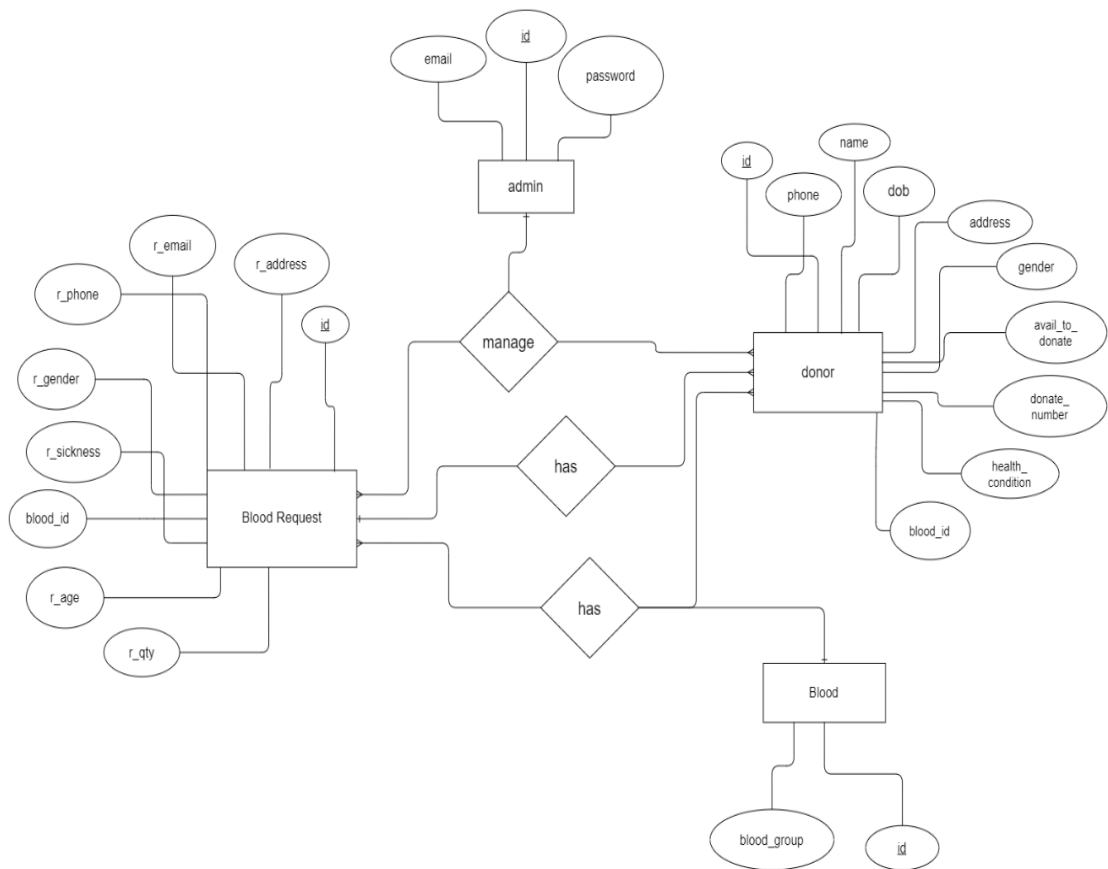 id
email
password
admin
name
id
phone
dob
address
r_email
r_address
gender
r_phone
id
manage
avail_to_
donate
donor
r_gender
donate_
number
r_sickness
has
health_
condition
blood_id
Blood Request
blood_id
r_age
has
r_qty
Blood
blood_group
id